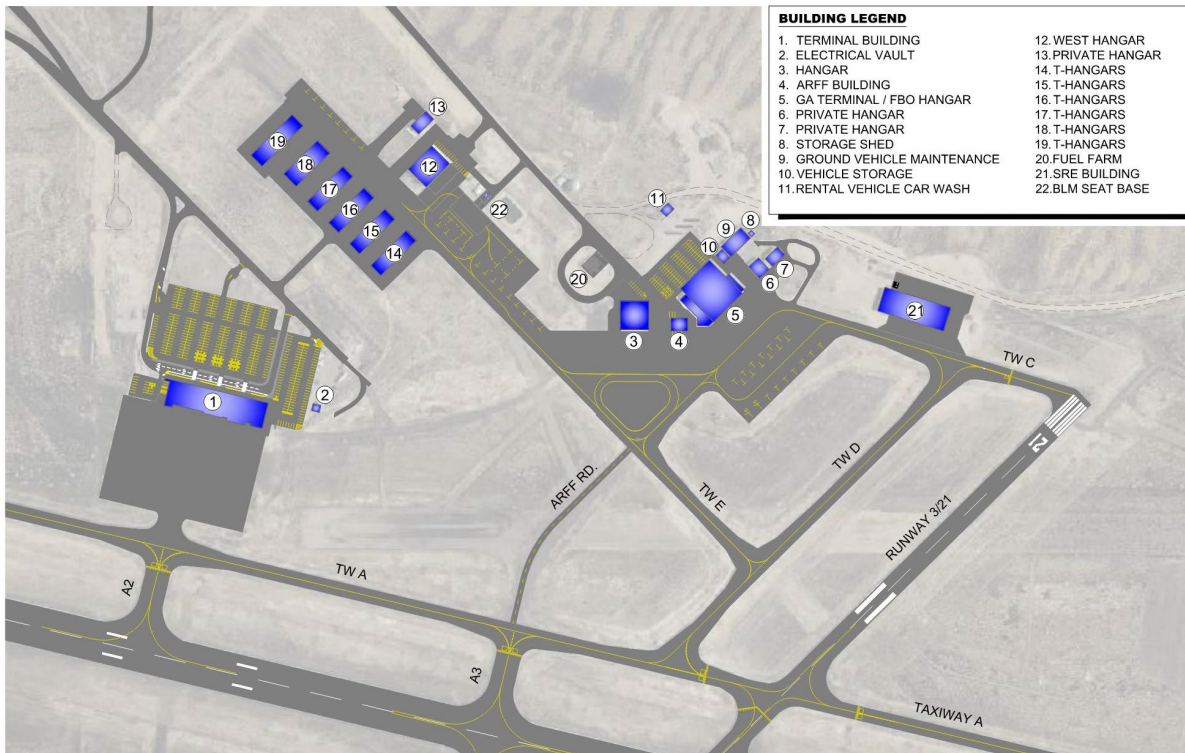 BUILDING LEGEND
1. TERMINAL BUILDING
2. ELECTRICAL VAULT
3. HANGAR
4. ARFF BUILDING
5. GA TERMINAL / FBO HANGAR
6. PRIVATE HANGAR
7. PRIVATE HANGAR
8. STORAGE SHED
9. GROUND VEHICLE MAINTENANCE
10. VEHICLE STORAGE
11. RENTAL VEHICLE CAR WASH
12. WEST HANGAR
13. PRIVATE HANGAR
14. T-HANGARS
15. T-HANGARS
16. T-HANGARS
17. T-HANGARS
18. T-HANGARS
19. T-HANGARS
20. FUEL FARM
21. SRE BUILDING
22. BLM SEAT BASE
13
19
18
12
17
16
22
11
15
8
9
14
10
7
6
20
5
21
3
4
TW C
1
2
21
TW D
ARFF RD.
TW E
RUNWAY 3/21
TW A
A2
A3
TAXIWAY A